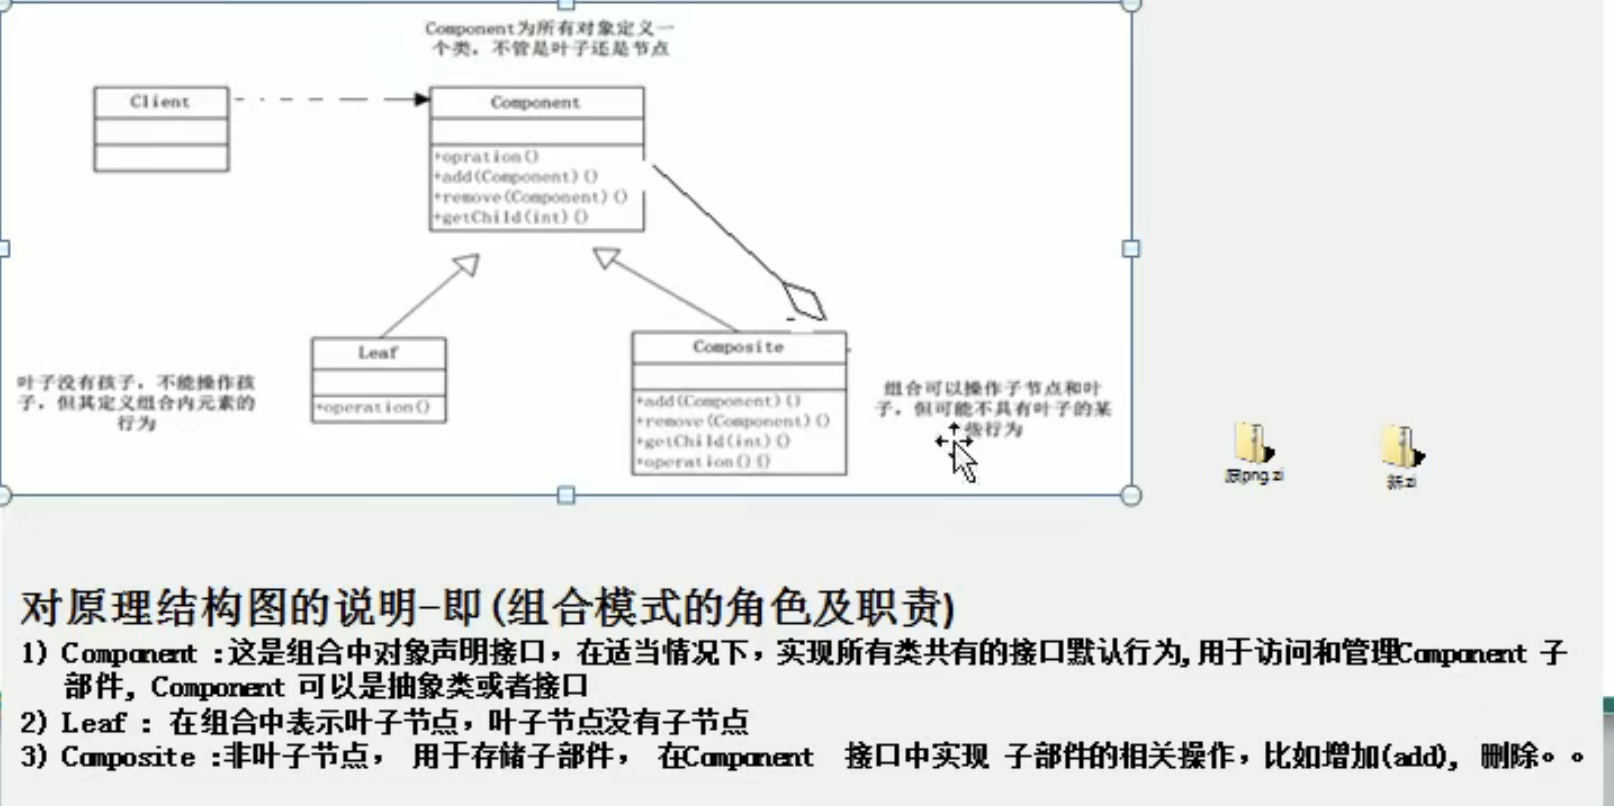 Component为所有对象定义一
个类，不管是叶子还是节点
Client
Component
+opration()
+add(Component)()
+remove(Component)()
+getChild(int)()
Leaf
+operation()
叶子没有孩子，不能操作孩
子，但其定义组合内元素的
行为
Composite
+add(Component)()
+remove(Component)()
+getChild(int)()
+operation()()
组合可以操作子节点和叶
子，但可能不具有叶子的某
些行为
原png.zi
新.zi
对原理结构图的说明-即(组合模式的角色及职责)
1) Component :这是组合中对象声明接口，在适当情况下，实现所有类共有的接口默认行为,用于访问和管理Component 子
部件, Component 可以是抽象类或者接口
2) Leaf : 在组合中表示叶子节点，叶子节点没有子节点
3) Composite :非叶子节点， 用于存储子部件， 在Component 接口中实现 子部件的相关操作，比如增加(add), 删除。。